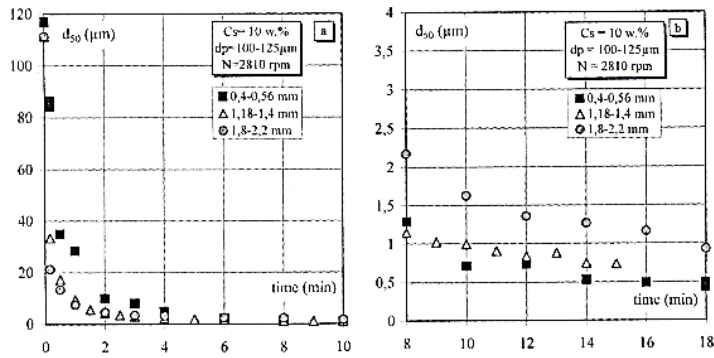 120
100
80
60
40
20
0
d50 (µm)
Cs= 10 w.%
dp=100-125µm
N=2810 rpm
a
0,4-0,56 mm
1,18-1,4 mm
1,8-2,2 mm
time (min)
0 2 4 6 8 10
4
3,5
3
2,5
2
1,5
1
0,5
0
d50 (µm)
Cs = 10 w.%
dp = 100-125µm
N = 2810 rpm
b
0,4-0,56 mm
1,18-1,4 mm
1,8-2,2 mm
time (min)
8 10 12 14 16 18